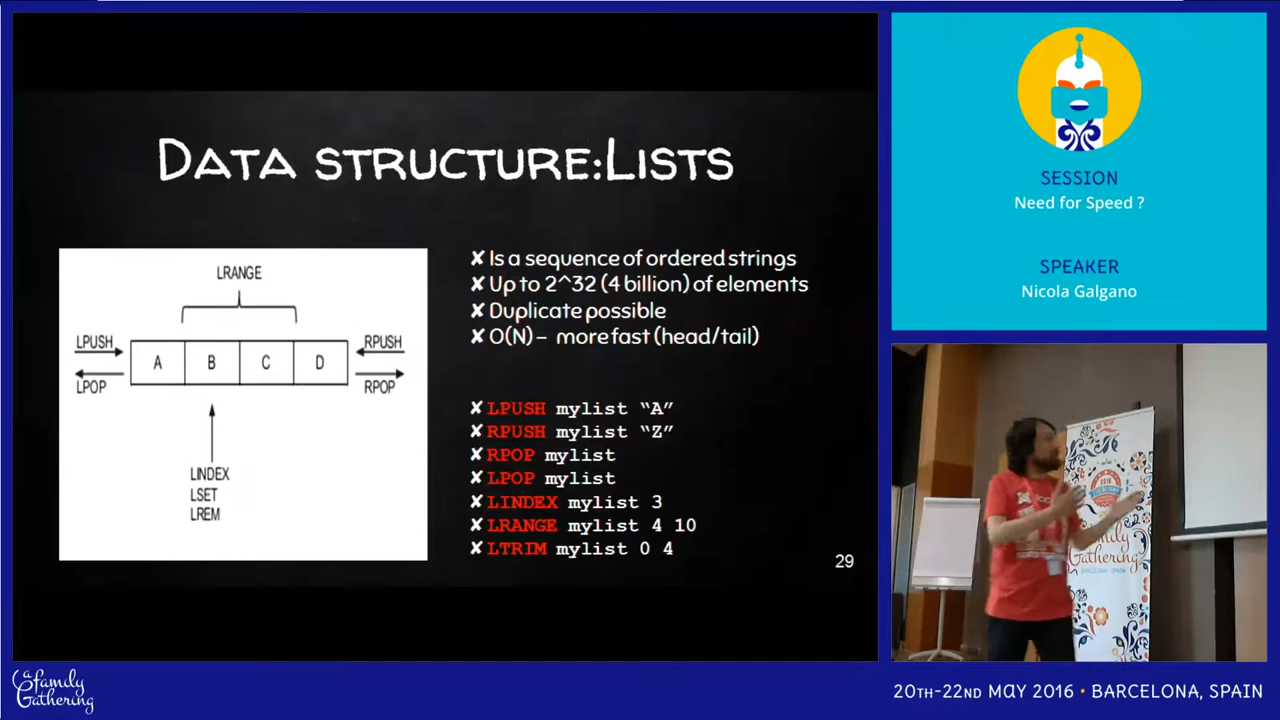 Data structure:Lists
LRANGE
LPUSH
RPUSH
A B C D
LPOP
RPOP
LINDEX
LSET
LREM
✘ Is a sequence of ordered strings
✘ Up to 2^32 (4 billion) of elements
✘ Duplicate possible
✘ O(N) – more fast (head/tail)
✘ LPUSH mylist “A”
✘ RPUSH mylist “Z”
✘ RPOP mylist
✘ LPOP mylist
✘ LINDEX mylist 3
✘ LRANGE mylist 4 10
✘ LTRIM mylist 0 4
29
SESSION
Need for Speed ?
SPEAKER
Nicola Galgano
2016
Family
Gathering
a family
Gathering
20TH-22ND MAY 2016 • BARCELONA, SPAIN